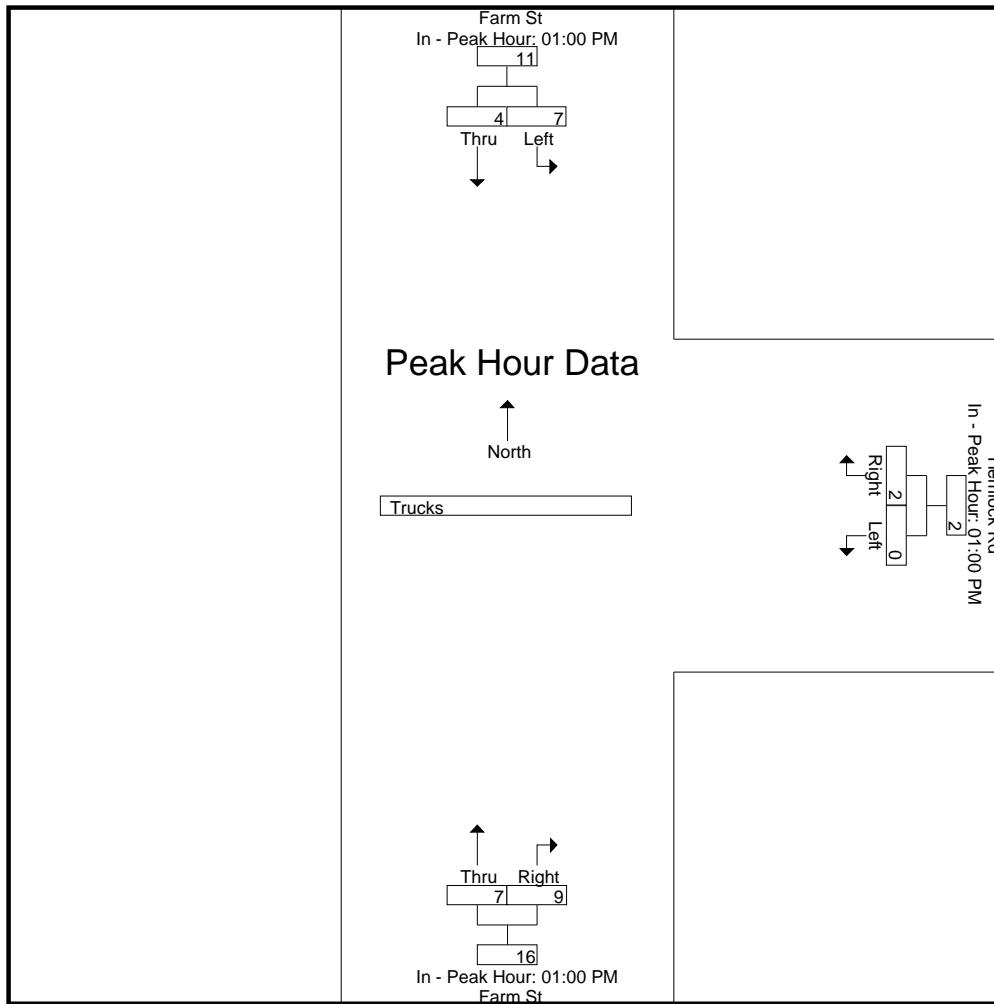 Farm St
In - Peak Hour: 01:00 PM
11
4 7
Thru Left
Peak Hour Data
North
Trucks
Hemlock Rd
In - Peak Hour: 01:00 PM
2
2 0
Right Left
Thru Right
7 9
16
In - Peak Hour: 01:00 PM
Farm St